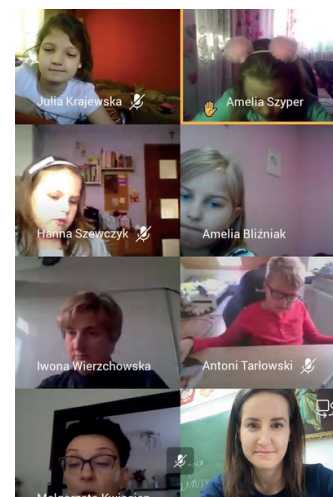 Julia Krajewska
Amelia Szyper
Hanna Szewczyk
Amelia Bliźniak
Iwona Wierzchowska
Antoni Tarłowski